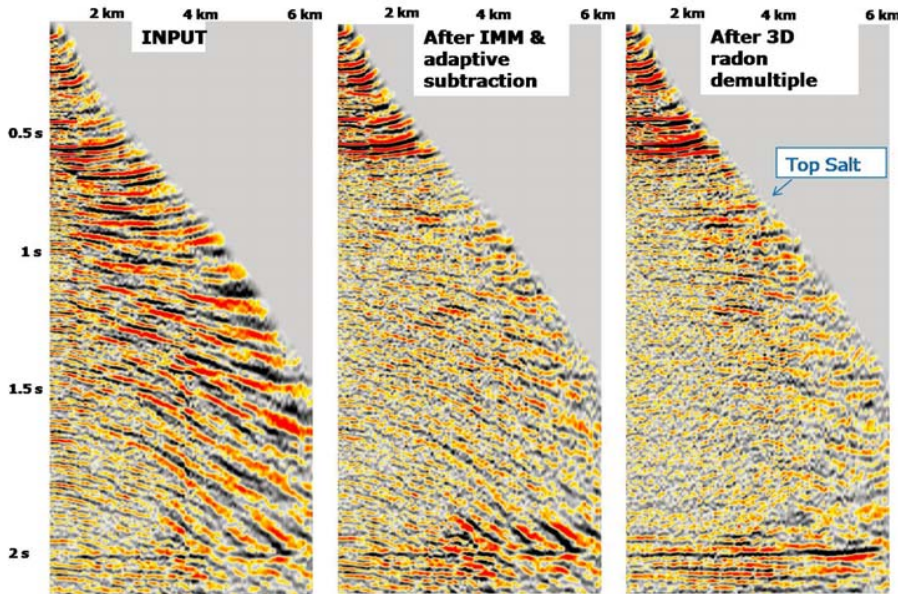 2 km 4 km 6 km 2 km 4 km 6 km 2 km 4 km 6 km
INPUT
After IMM &
adaptive
subtraction
After 3D
radon
demultiple
0.5 s
Top Salt
1 s
1.5 s
2 s